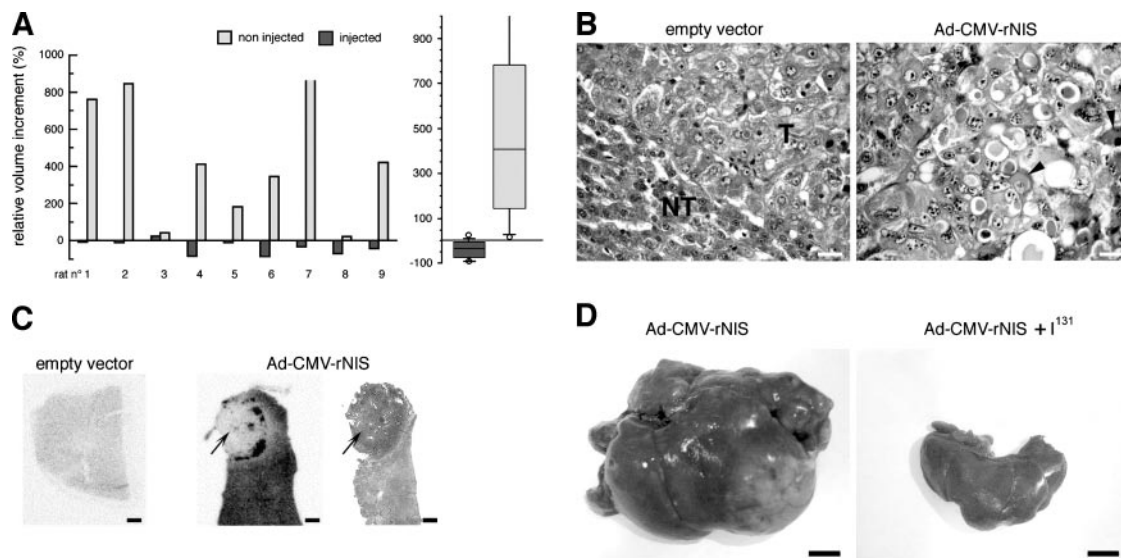 A
non injected
injected
relative volume increment (%)
1000
800
600
400
200
0
rat n° 1
2
3
4
5
6
7
8
9
900
700
500
300
100
-100
B
empty vector
Ad-CMV-rNIS
T
NT
C
empty vector
Ad-CMV-rNIS
D
Ad-CMV-rNIS
Ad-CMV-rNIS + I¹³¹